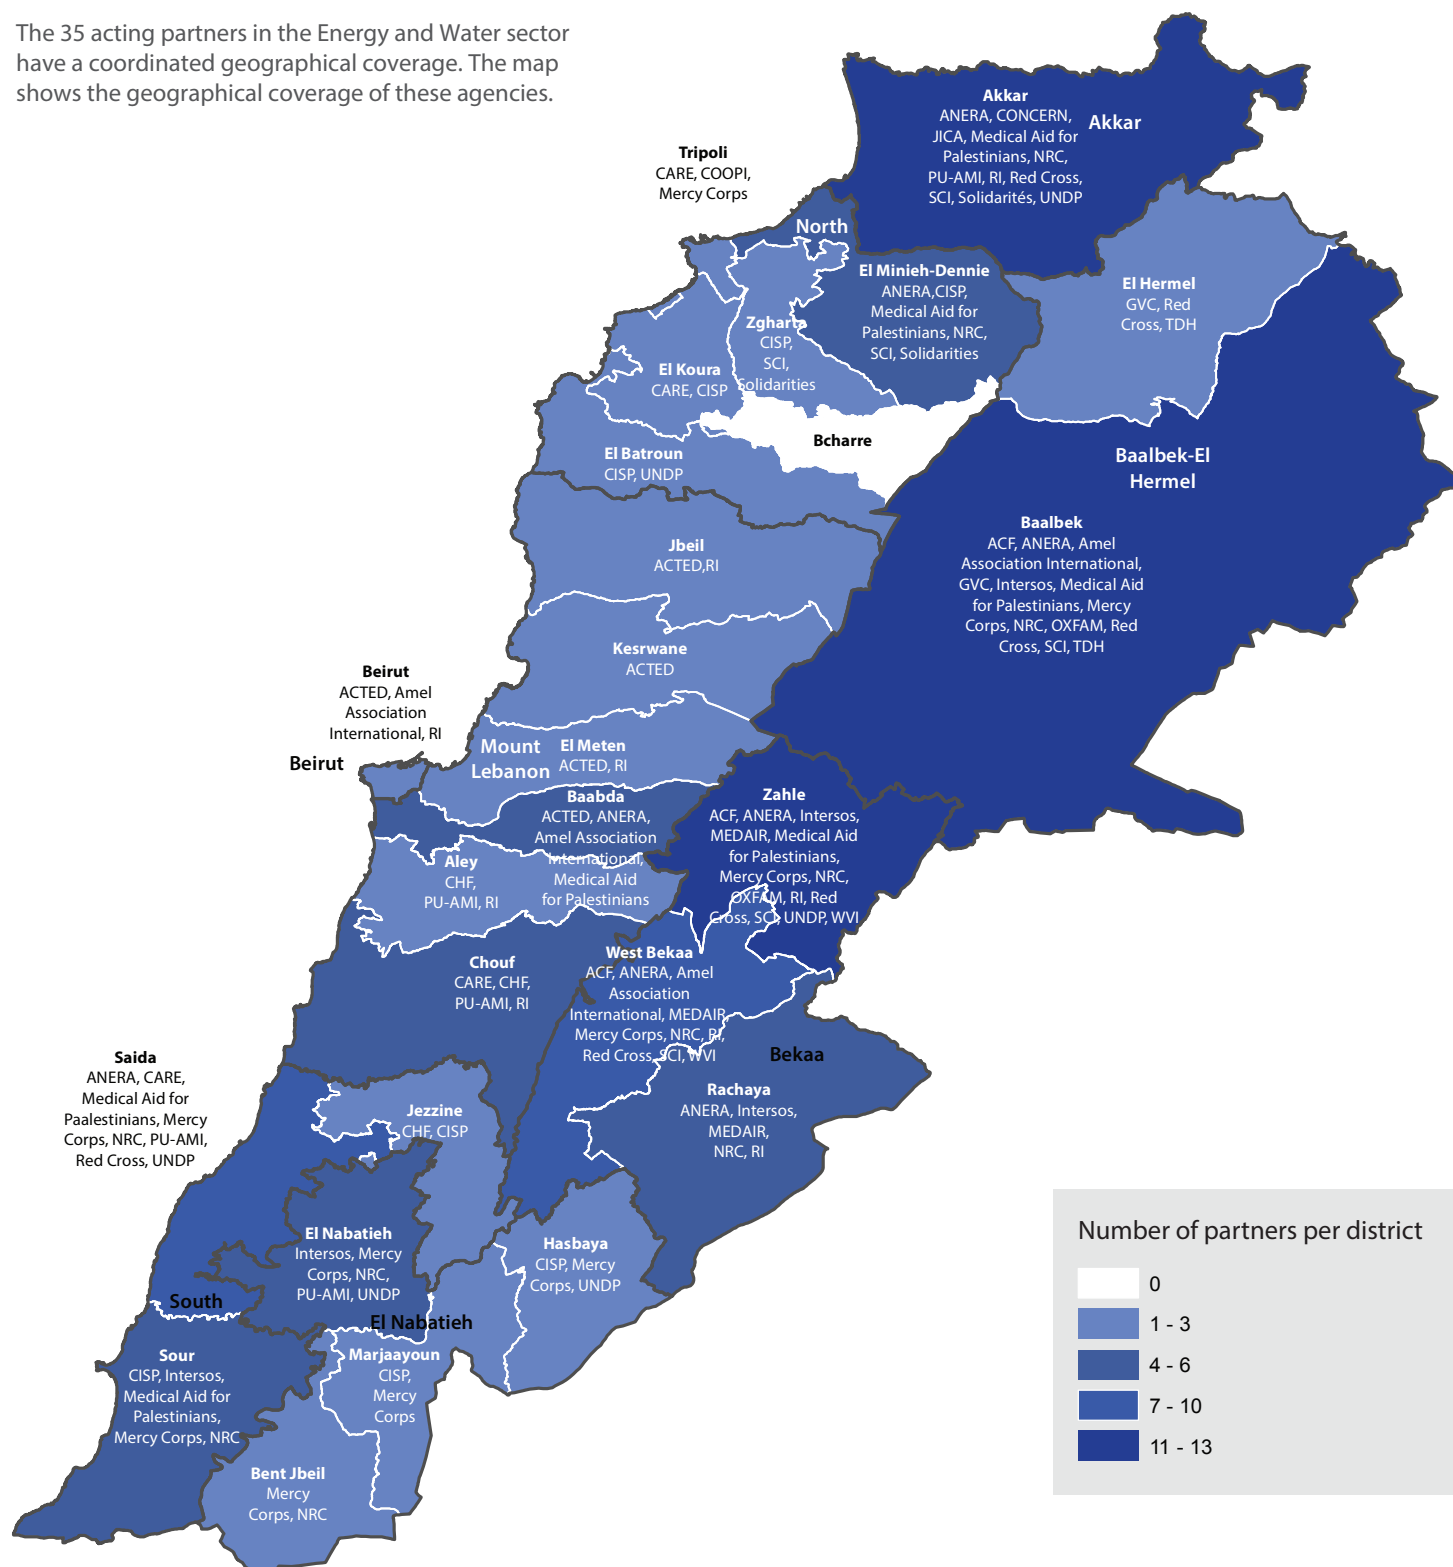 The 35 acting partners in the Energy and Water sector
have a coordinated geographical coverage. The map
shows the geographical coverage of these agencies.
Akkar
ANERA, CONCERN,
JICA, Medical Aid for
Palestinians, NRC,
PU-AMI, RI, Red Cross,
SCI, Solidarités, UNDP
Akkar
Tripoli
CARE, COOPI,
Mercy Corps
North
El Minieh-Dennie
ANERA,CISP,
Medical Aid for
Palestinians, NRC,
SCI, Solidarities
El Hermel
GVC, Red
Cross, TDH
Zgharta
CISP,
SCI,
Solidarities
El Koura
CARE, CISP
Bcharre
El Batroun
CISP, UNDP
Baalbek-El
Hermel
Baalbek
ACF, ANERA, Amel
Association International,
GVC, Intersos, Medical Aid
for Palestinians, Mercy
Corps, NRC, OXFAM, Red
Cross, SCI, TDH
Jbeil
ACTED,RI
Kesrwane
ACTED
Beirut
ACTED, Amel
Association
International, RI
Beirut
Mount
Lebanon
El Meten
ACTED, RI
Baabda
ACTED, ANERA,
Amel Association
International,
Medical Aid
for Palestinians
Zahle
ACF, ANERA, Intersos,
MEDAIR, Medical Aid
for Palestinians,
Mercy Corps, NRC,
OXFAM, RI, Red
Cross, SCI, UNDP, WVI
Aley
CHF,
PU-AMI, RI
Chouf
CARE, CHF,
PU-AMI, RI
West Bekaa
ACF, ANERA, Amel
Association
International, MEDAIR,
Mercy Corps, NRC, RI,
Red Cross, SCI, WVI
Bekaa
Rachaya
ANERA, Intersos,
MEDAIR,
NRC, RI
Saida
ANERA, CARE,
Medical Aid for
Paalestinians, Mercy
Corps, NRC, PU-AMI,
Red Cross, UNDP
Jezzine
CHF, CISP
El Nabatieh
Intersos, Mercy
Corps, NRC,
PU-AMI, UNDP
Hasbaya
CISP, Mercy
Corps, UNDP
South
El Nabatieh
Sour
CISP, Intersos,
Medical Aid for
Palestinians,
Mercy Corps, NRC
Marjaayoun
CISP,
Mercy
Corps
Bent Jbeil
Mercy
Corps, NRC
Number of partners per district
0
1 - 3
4 - 6
7 - 10
11 - 13